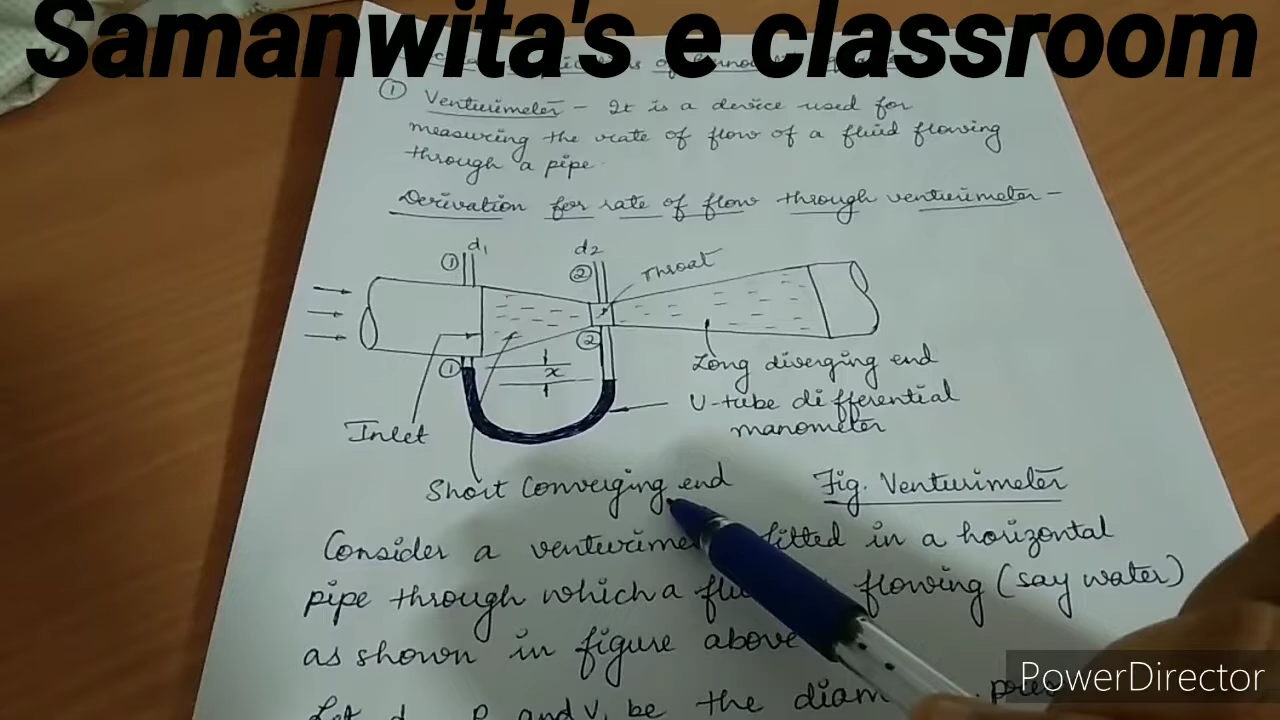 Samanwita's e classroom
① Venturimeter - It is a device used for
measuring the rate of flow of a fluid flowing
through a pipe.
Derivation for rate of flow through venturimeter -
d₁
d₂
①
②
Throat
②
①
x
Long diverging end
U-tube differential
manometer
Inlet
Short Converging end
Fig. Venturimeter
Consider a fitted in a horizontal
pipe through which a flowing (say water)
as shown in figure above
Let and V₁ be the
PowerDirector